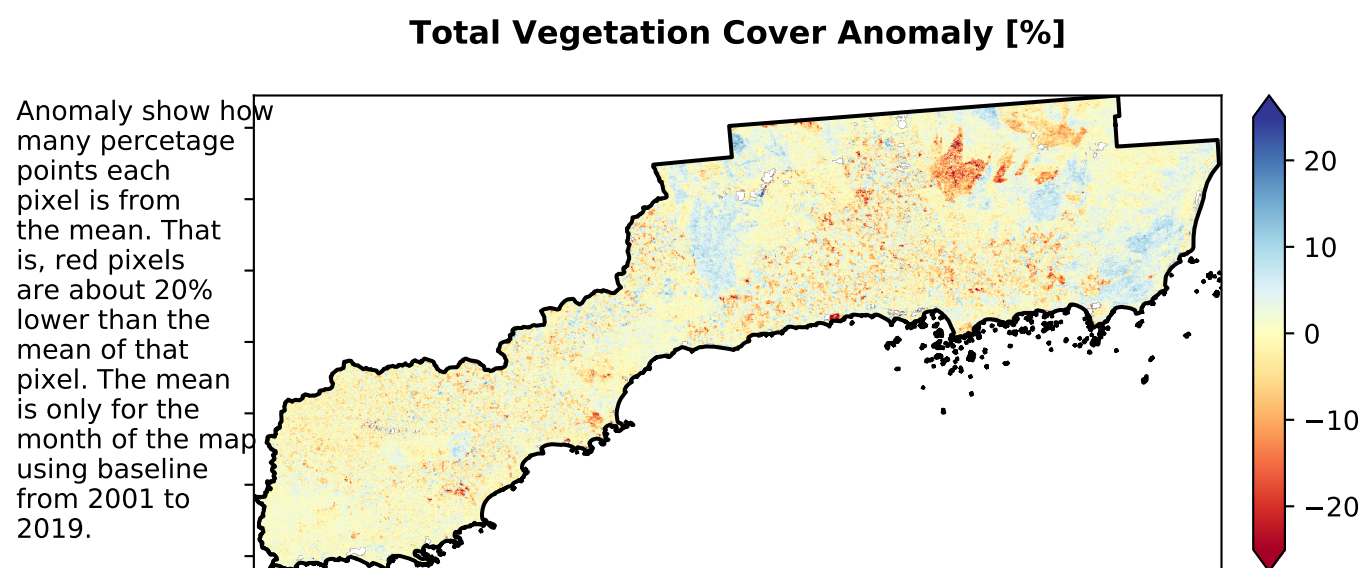 Total Vegetation Cover Anomaly [%]
Anomaly show how
many percetage
points each
pixel is from
the mean. That
is, red pixels
are about 20%
lower than the
mean of that
pixel. The mean
is only for the
month of the map
using baseline
from 2001 to
2019.
20
10
0
−10
−20